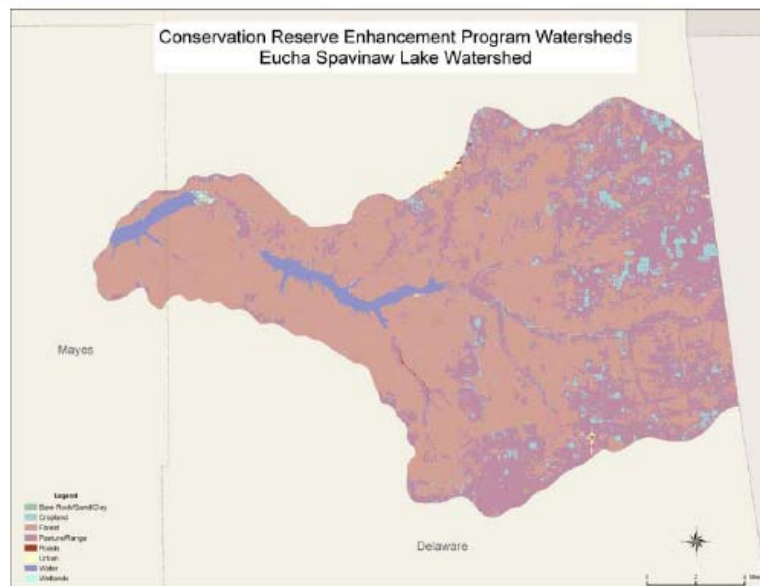 Conservation Reserve Enhancement Program Watersheds
Eucha Spavinaw Lake Watershed
Mayes
Delaware
Legend
Bare Rock/Sand/Clay
Cropland
Forest
Pasture/Range
Roads
Urban
Water
Wetlands